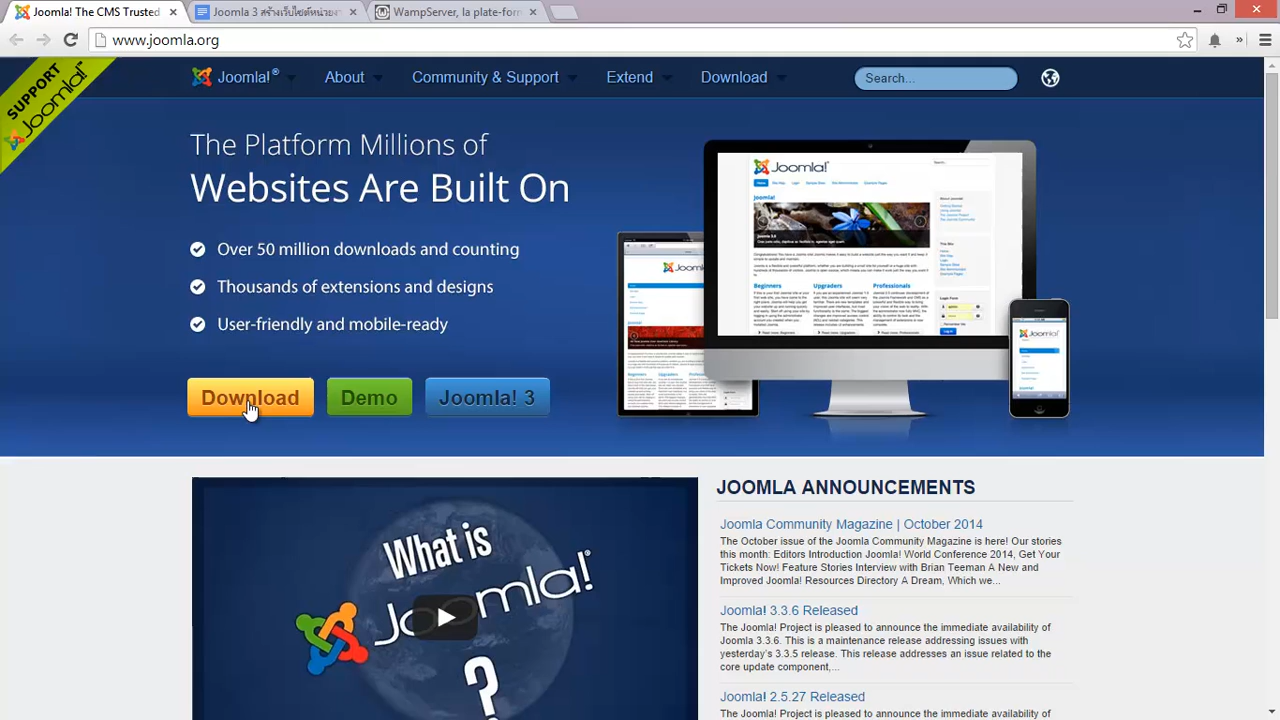 Joomla! The CMS Trusted
Joomla 3 สร้างเว็บไซต์หน่วยงา
WampServer, la plate-form
www.joomla.org
SUPPORT
Joomla!
Joomla!®
About
Community & Support
Extend
Download
Search...
The Platform Millions of
Websites Are Built On
Over 50 million downloads and counting
Thousands of extensions and designs
User-friendly and mobile ready
Download
Demo
Joomla! 3
Joomla!
Beginners
Upgraders
Professionals
What is
Joomla!®
?
JOOMLA ANNOUNCEMENTS
Joomla Community Magazine | October 2014
The October issue of the Joomla Community Magazine is here! Our stories
this month: Editors Introduction Joomla! World Conference 2014, Get Your
Tickets Now! Feature Stories Interview with Brian Teeman A New and
Improved Joomla! Resources Directory A Dream, Which we...
Joomla! 3.3.6 Released
The Joomla! Project is pleased to announce the immediate availability of
Joomla 3.3.6. This is a maintenance release addressing issues with
yesterday's 3.3.5 release. This release addresses an issue related to the
core update component,...
Joomla! 2.5.27 Released
The Joomla! Project is pleased to announce the immediate availability of